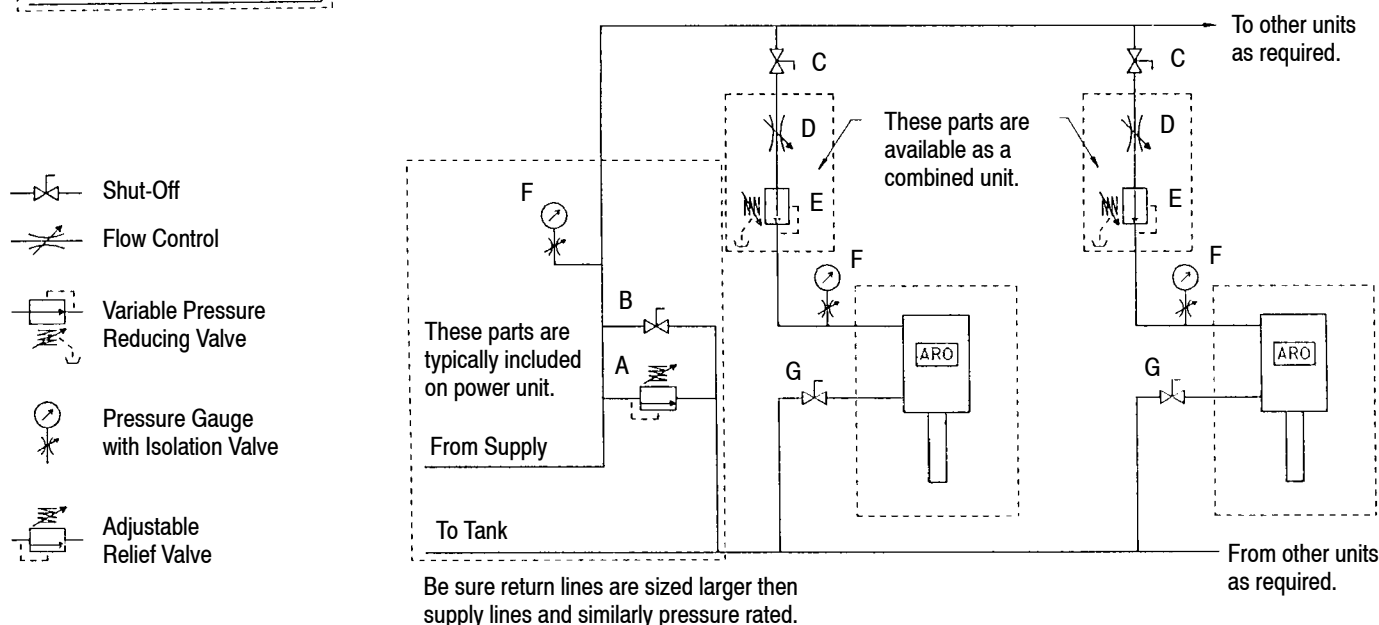 To other units
as required.
C
C
D
These parts are
available as a
combined unit.
D
Shut-Off
F
E
E
Flow Control
F
F
B
Variable Pressure
Reducing Valve
These parts are
typically included
on power unit.
ARO
ARO
A
G
G
Pressure Gauge
with Isolation Valve
From Supply
Adjustable
Relief Valve
To Tank
From other units
as required.
Be sure return lines are sized larger then
supply lines and similarly pressure rated.